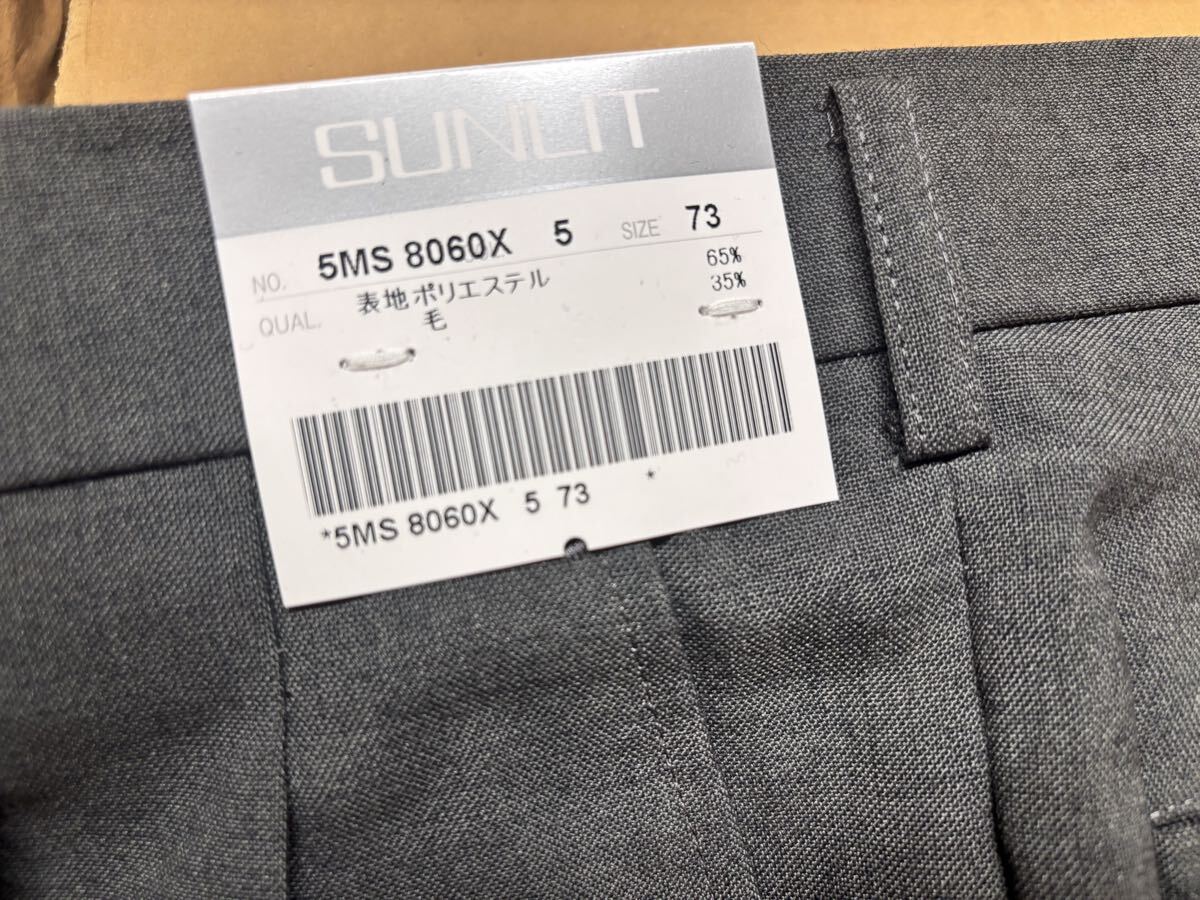 SUNLIT
NO. 5MS 8060X 5 SIZE 73
QUAL. 表地 ポリエステル 65%
毛 35%
*5MS 8060X 5 73 *